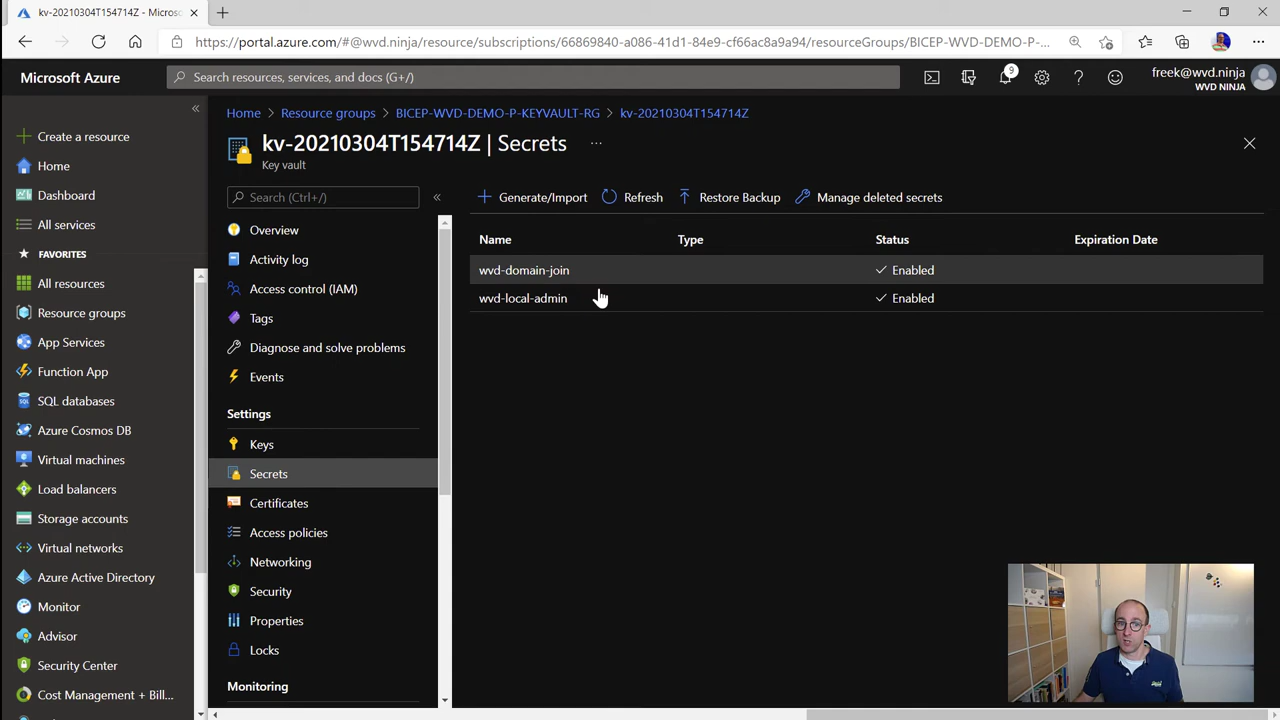 kv-20210304T154714Z - Micros
https://portal.azure.com/#@wvd.ninja/resource/subscriptions/66869840-a086-41d1-84e9-cf66ac8a9a94/resourceGroups/BICEP-WVD-DEMO-P-...
Microsoft Azure
Search resources, services, and docs (G+/)
9
freek@wvd.ninja
WVD NINJA
Create a resource
Home
Dashboard
All services
FAVORITES
All resources
Resource groups
App Services
Function App
SQL databases
Azure Cosmos DB
Virtual machines
Load balancers
Storage accounts
Virtual networks
Azure Active Directory
Monitor
Advisor
Security Center
Cost Management + Bill...
Home > Resource groups > BICEP-WVD-DEMO-P-KEYVAULT-RG > kv-20210304T154714Z
kv-20210304T154714Z | Secrets ...
Key vault
Search (Ctrl+/)
Overview
Activity log
Access control (IAM)
Tags
Diagnose and solve problems
Events
Settings
Keys
Secrets
Certificates
Access policies
Networking
Security
Properties
Locks
Monitoring
Generate/Import Refresh Restore Backup Manage deleted secrets
Name Type Status Expiration Date
wvd-domain-join Enabled
wvd-local-admin Enabled